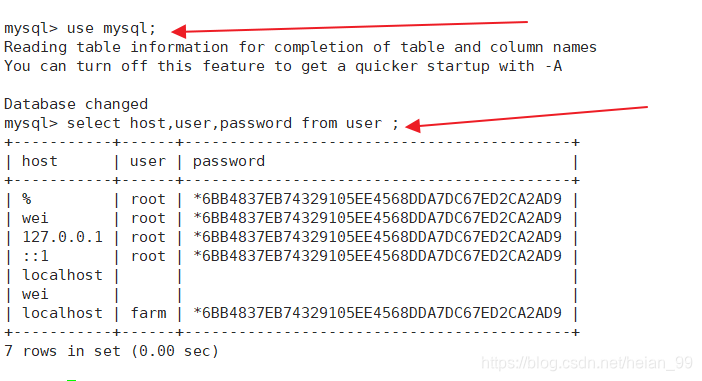 mysql> use mysql;
Reading table information for completion of table and column names
You can turn off this feature to get a quicker startup with -A
Database changed
mysql> select host,user,password from user ;
+-----------+------+-------------------------------------------+
| host      | user | password                                  |
+-----------+------+-------------------------------------------+
| %         | root | *6BB4837EB74329105EE4568DDA7DC67ED2CA2AD9 |
| wei       | root | *6BB4837EB74329105EE4568DDA7DC67ED2CA2AD9 |
| 127.0.0.1 | root | *6BB4837EB74329105EE4568DDA7DC67ED2CA2AD9 |
| ::1       | root | *6BB4837EB74329105EE4568DDA7DC67ED2CA2AD9 |
| localhost |      |                                           |
| wei       |      |                                           |
| localhost | farm | *6BB4837EB74329105EE4568DDA7DC67ED2CA2AD9 |
+-----------+------+-------------------------------------------+
7 rows in set (0.00 sec)
https://blog.csdn.net/heian_99